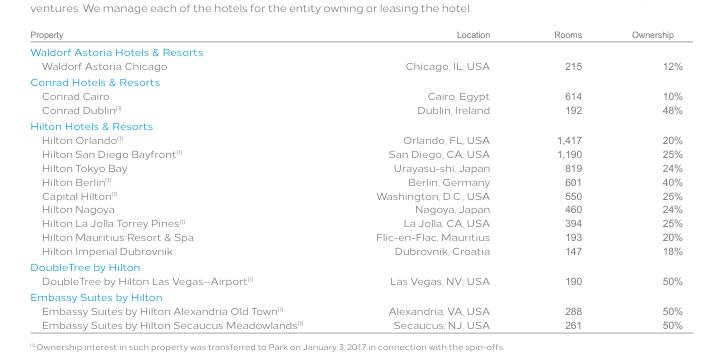 ventures. We manage each of the hotels for the entity owning or leasing the hotel.
Property Location Rooms Ownership
Waldorf Astoria Hotels & Resorts
Waldorf Astoria Chicago Chicago, IL, USA 215 12%
Conrad Hotels & Resorts
Conrad Cairo Cairo, Egypt 614 10%
Conrad Dublin(1) Dublin, Ireland 192 48%
Hilton Hotels & Resorts
Hilton Orlando(1) Orlando, FL, USA 1,417 20%
Hilton San Diego Bayfront(1) San Diego, CA, USA 1,190 25%
Hilton Tokyo Bay Urayasu-shi, Japan 819 24%
Hilton Berlin(1) Berlin, Germany 601 40%
Capital Hilton(1) Washington, D.C., USA 550 25%
Hilton Nagoya Nagoya, Japan 460 24%
Hilton La Jolla Torrey Pines(1) La Jolla, CA, USA 394 25%
Hilton Mauritius Resort & Spa Flic-en-Flac, Mauritius 193 20%
Hilton Imperial Dubrovnik Dubrovnik, Croatia 147 18%
DoubleTree by Hilton
DoubleTree by Hilton Las Vegas–Airport(1) Las Vegas, NV, USA 190 50%
Embassy Suites by Hilton
Embassy Suites by Hilton Alexandria Old Town(1) Alexandria, VA, USA 288 50%
Embassy Suites by Hilton Secaucus Meadowlands(1) Secaucus, NJ, USA 261 50%
(1) Ownership interest in such property was transferred to Park on January 3, 2017 in connection with the spin-offs.